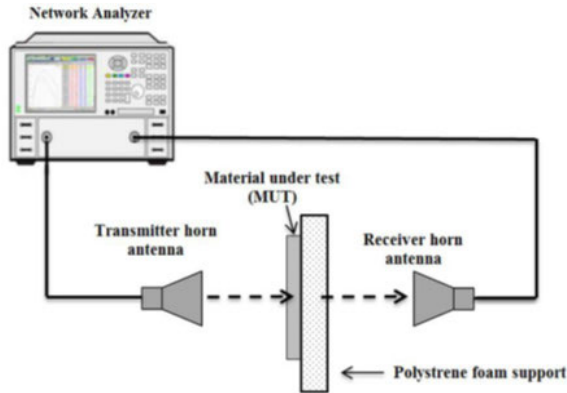 Network Analyzer
Material under test
(MUT)
Transmitter horn
antenna
Receiver horn
antenna
Polystrene foam support